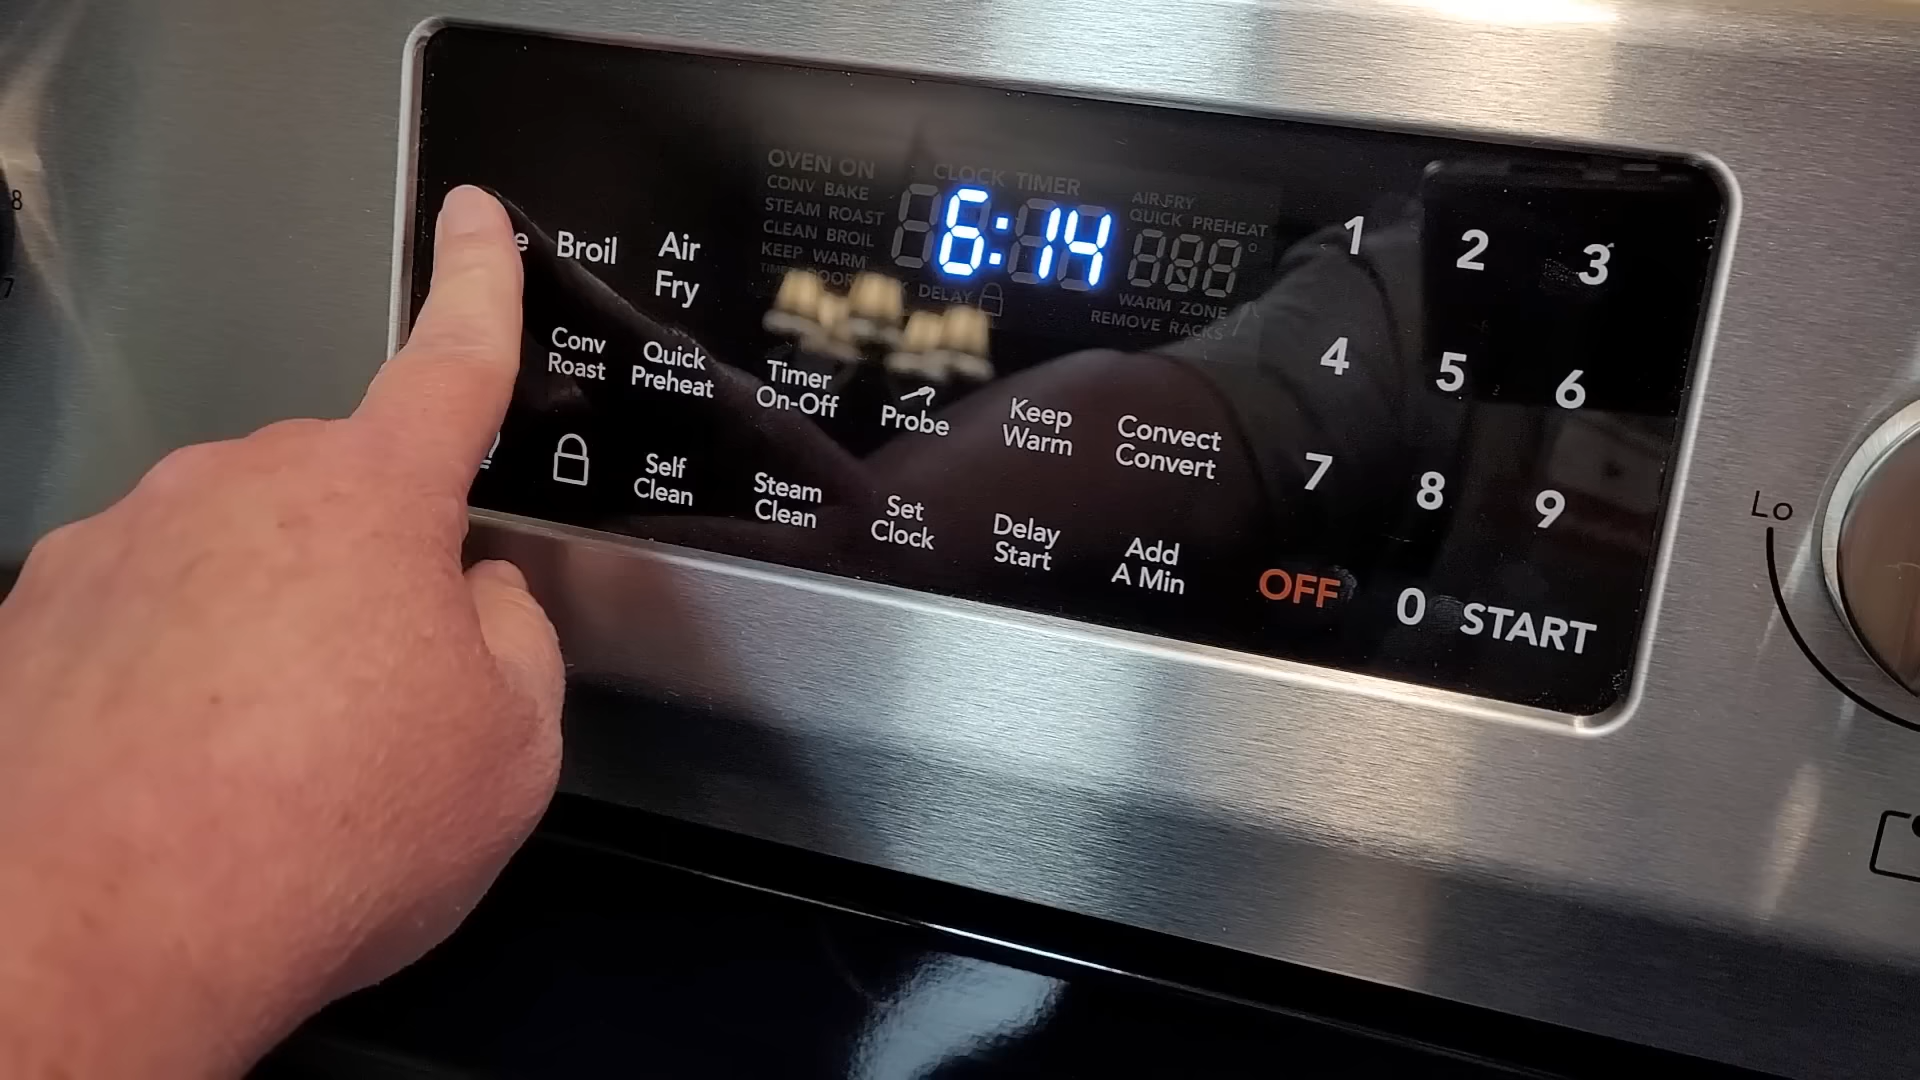 OVEN ON
CONV BAKE
STEAM ROAST
CLEAN BROIL
KEEP WARM
CLOCK TIMER
6:14
DELAY
AIR FRY
QUICK PREHEAT
888°
WARM ZONE
REMOVE RACKS
e
Broil
Air
Fry
Conv
Roast
Quick
Preheat
Timer
On-Off
Probe
Keep
Warm
Convect
Convert
Self
Clean
Steam
Clean
Set
Clock
Delay
Start
Add
A Min
1 2 3
4 5 6
7 8 9
OFF 0 START
Lo
8
7